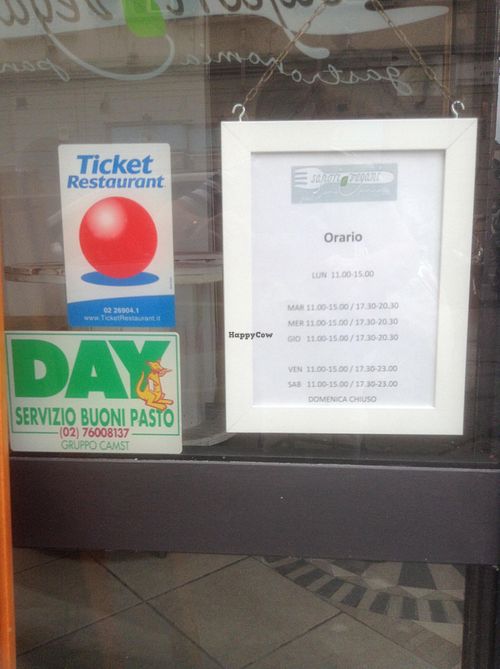 gastronomia
Ticket
Restaurant
02 26904.1
www.TicketRestaurant.it
DAY
SERVIZIO BUONI PASTO
(02) 76008137
GRUPPO CAMST
sapori vegani
Orario
LUN 11.00-15.00
MAR 11.00-15.00 / 17.30-20.30
MER 11.00-15.00 / 17.30-20.30
GIO 11.00-15.00 / 17.30-20.30
VEN 11.00-15.00 / 17.30-23.00
SAB 11.00-15.00 / 17.30-23.00
DOMENICA CHIUSO
HappyCow